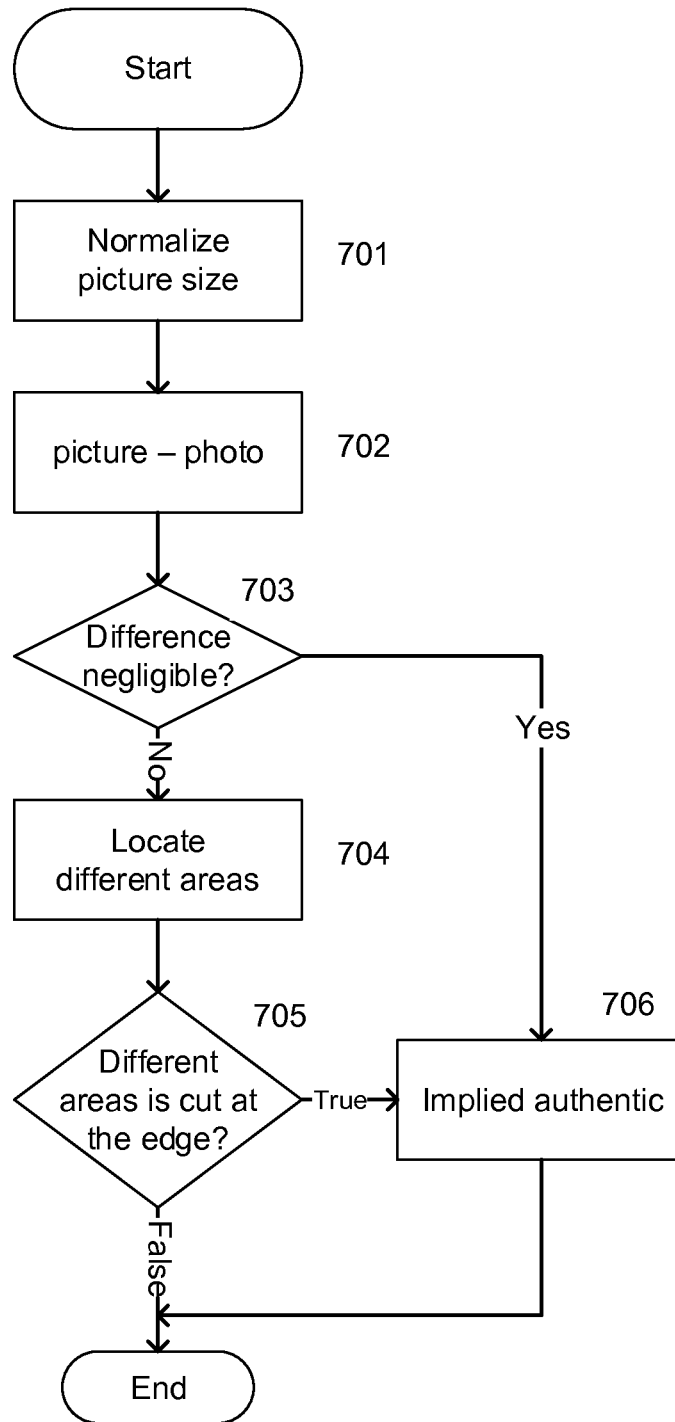 Start
Normalize
picture size
701
picture – photo
702
703
Difference
negligible?
Yes
No
Locate
different areas
704
705
706
Different
areas is cut at
the edge?
True
Implied authentic
False
End